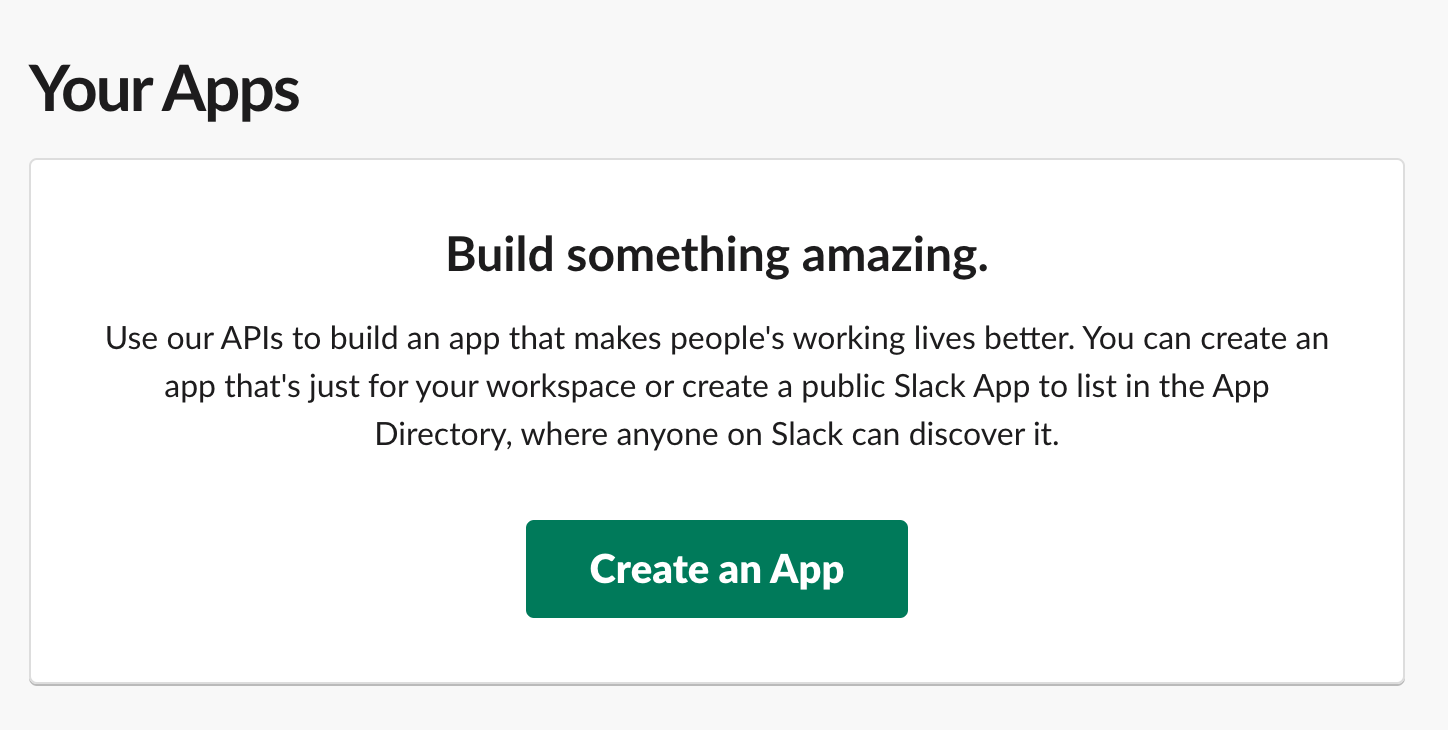 Your Apps
Build something amazing.
Use our APIs to build an app that makes people's working lives better. You can create an
app that's just for your workspace or create a public Slack App to list in the App
Directory, where anyone on Slack can discover it.
Create an App